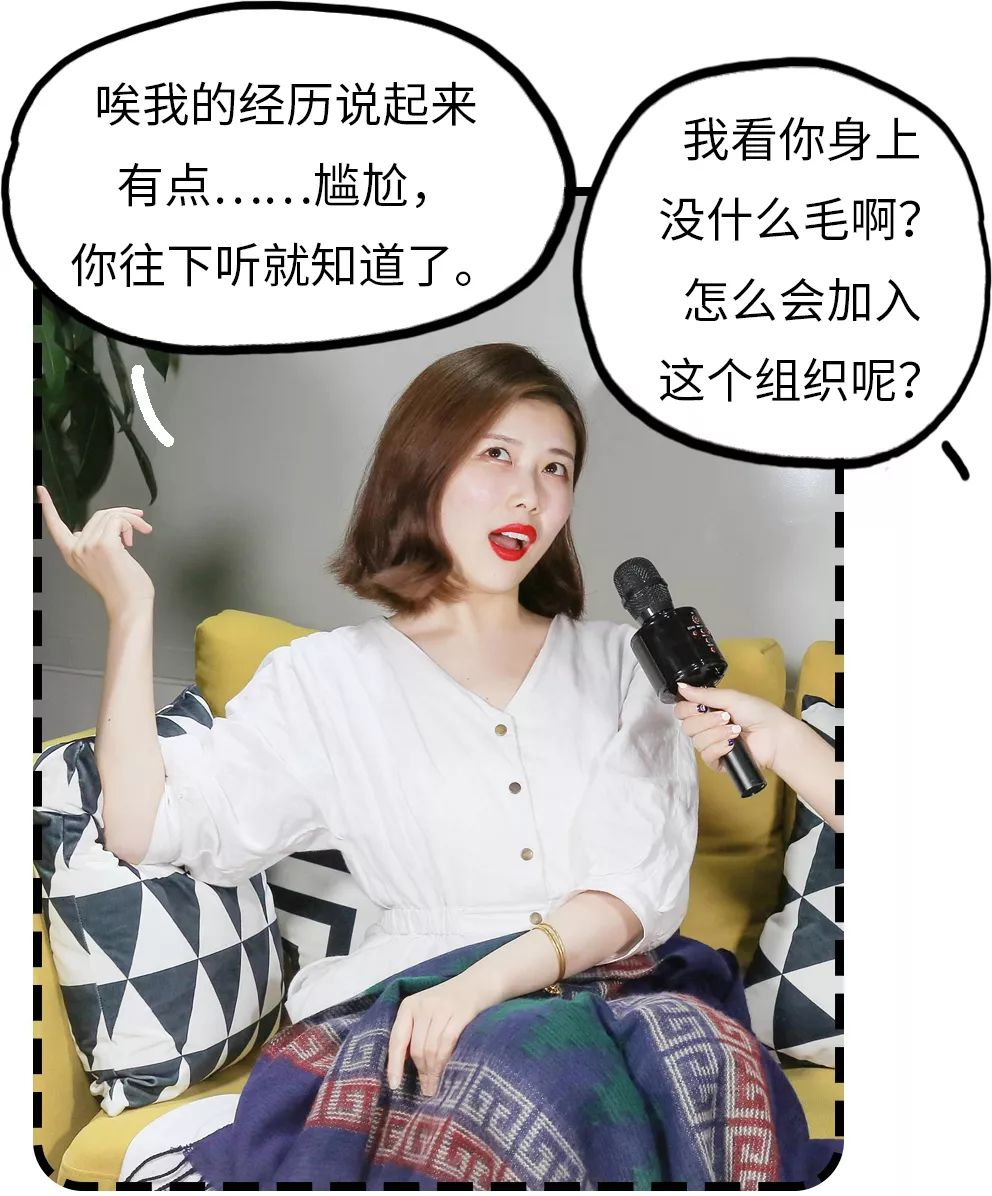 唉我的经历说起来
有点……尴尬，
你往下听就知道了。
我看你身上
没什么毛啊？
怎么会加入
这个组织呢？